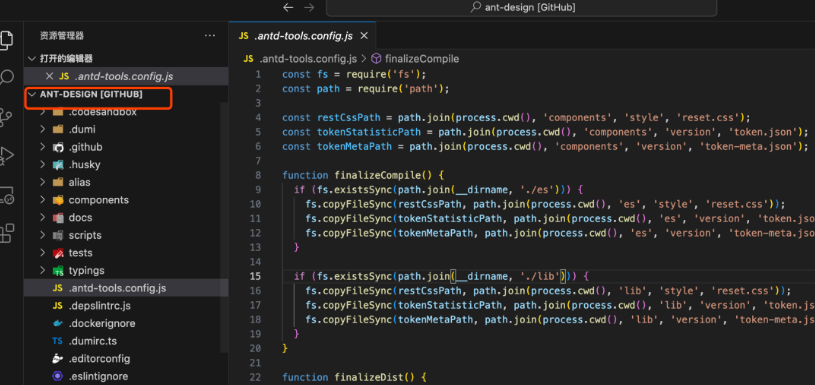 ant-design [GitHub]
资源管理器
打开的编辑器
JS .antd-tools.config.js
ANT-DESIGN [GITHUB]
.codesandbox
.dumi
.github
.husky
alias
components
docs
scripts
tests
typings
JS .antd-tools.config.js
JS .depslintrc.js
.dockerignore
TS .dumirc.ts
.editorconfig
.eslintignore
JS .antd-tools.config.js
JS .antd-tools.config.js > finalizeCompile
1 const fs = require('fs');
2 const path = require('path');
3
4 const restCssPath = path.join(process.cwd(), 'components', 'style', 'reset.css');
5 const tokenStatisticPath = path.join(process.cwd(), 'components', 'version', 'token.json');
6 const tokenMetaPath = path.join(process.cwd(), 'components', 'version', 'token-meta.json');
7
8 function finalizeCompile() {
9 if (fs.existsSync(path.join(__dirname, './es'))) {
10 fs.copyFileSync(restCssPath, path.join(process.cwd(), 'es', 'style', 'reset.css'));
11 fs.copyFileSync(tokenStatisticPath, path.join(process.cwd(), 'es', 'version', 'token.jso
12 fs.copyFileSync(tokenMetaPath, path.join(process.cwd(), 'es', 'version', 'token-meta.jso
13 }
14
15 if (fs.existsSync(path.join(__dirname, './lib'))) {
16 fs.copyFileSync(restCssPath, path.join(process.cwd(), 'lib', 'style', 'reset.css'));
17 fs.copyFileSync(tokenStatisticPath, path.join(process.cwd(), 'lib', 'version', 'token.js
18 fs.copyFileSync(tokenMetaPath, path.join(process.cwd(), 'lib', 'version', 'token-meta.js
19 }
20 }
21
22 function finalizeDist() {